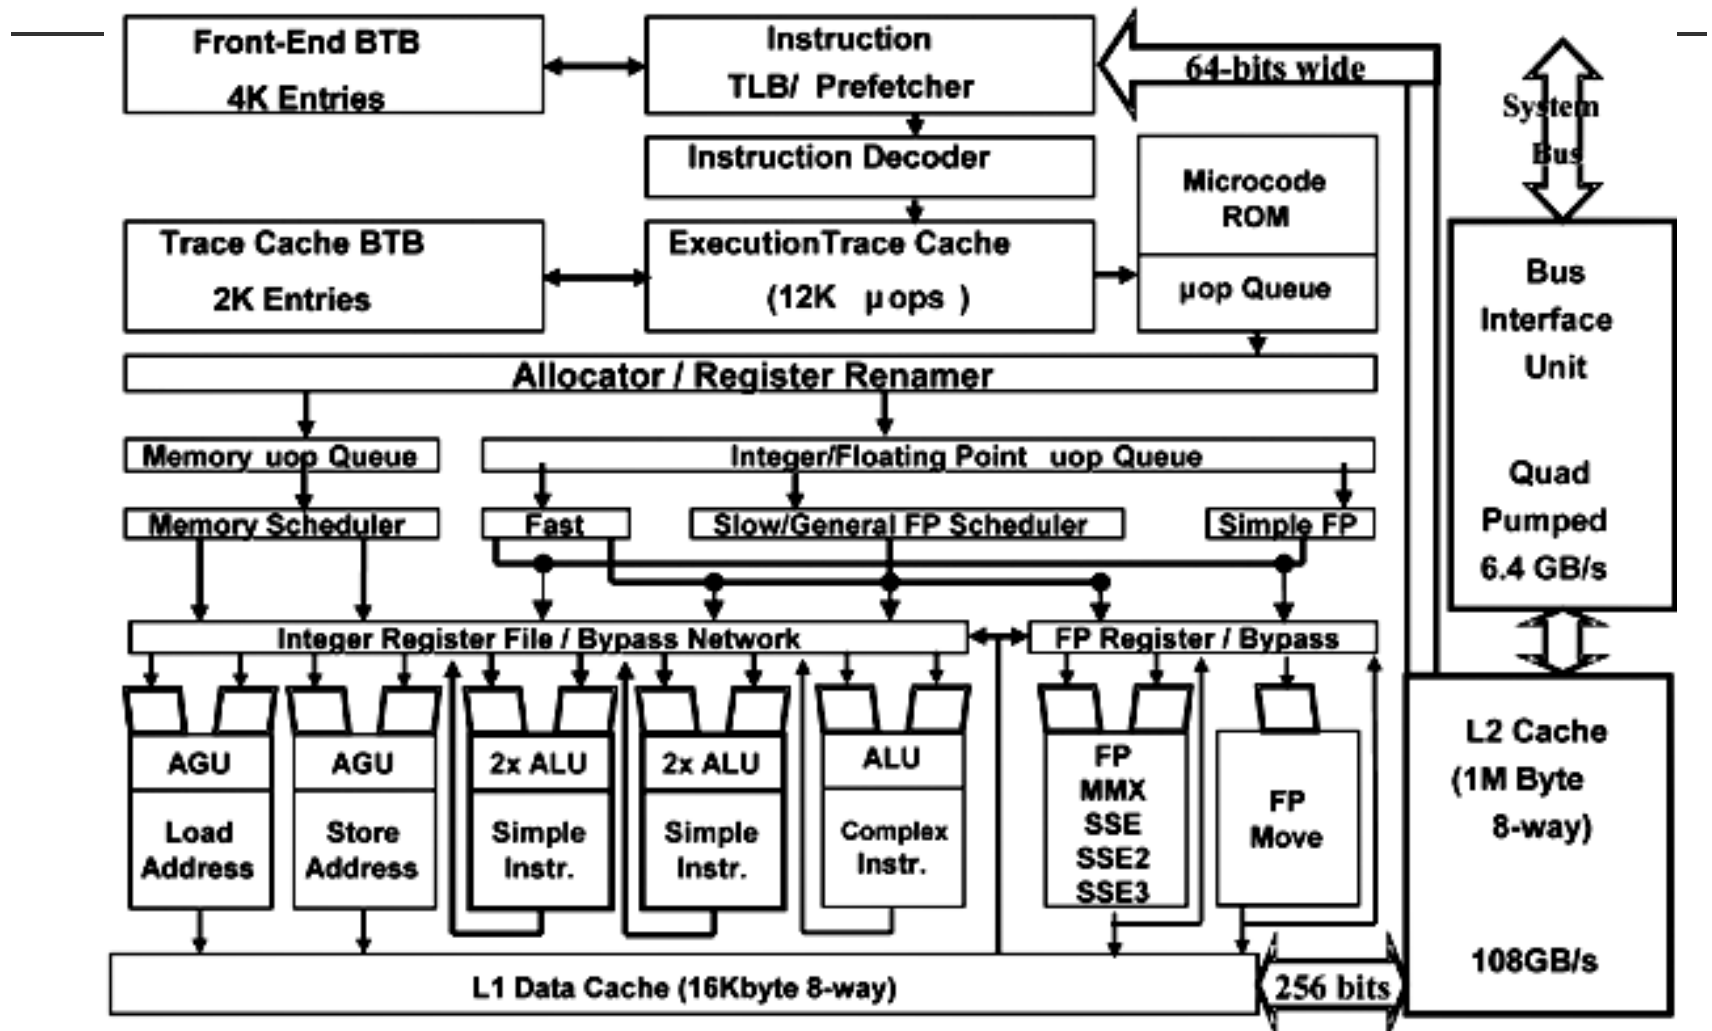 Front-End BTB
4K Entries
Instruction
TLB/ Prefetcher
64-bits wide
System
Bus
Instruction Decoder
Microcode
ROM
Trace Cache BTB
2K Entries
ExecutionTrace Cache
(12K µops )
µop Queue
Bus
Interface
Unit
Quad
Pumped
6.4 GB/s
Allocator / Register Renamer
Memory uop Queue
Integer/Floating Point uop Queue
Memory Scheduler
Fast
Slow/General FP Scheduler
Simple FP
Integer Register File / Bypass Network
FP Register / Bypass
AGU
Load
Address
AGU
Store
Address
2x ALU
Simple
Instr.
2x ALU
Simple
Instr.
ALU
Complex
Instr.
FP
MMX
SSE
SSE2
SSE3
FP
Move
L2 Cache
(1M Byte
8-way)
108GB/s
L1 Data Cache (16Kbyte 8-way)
256 bits